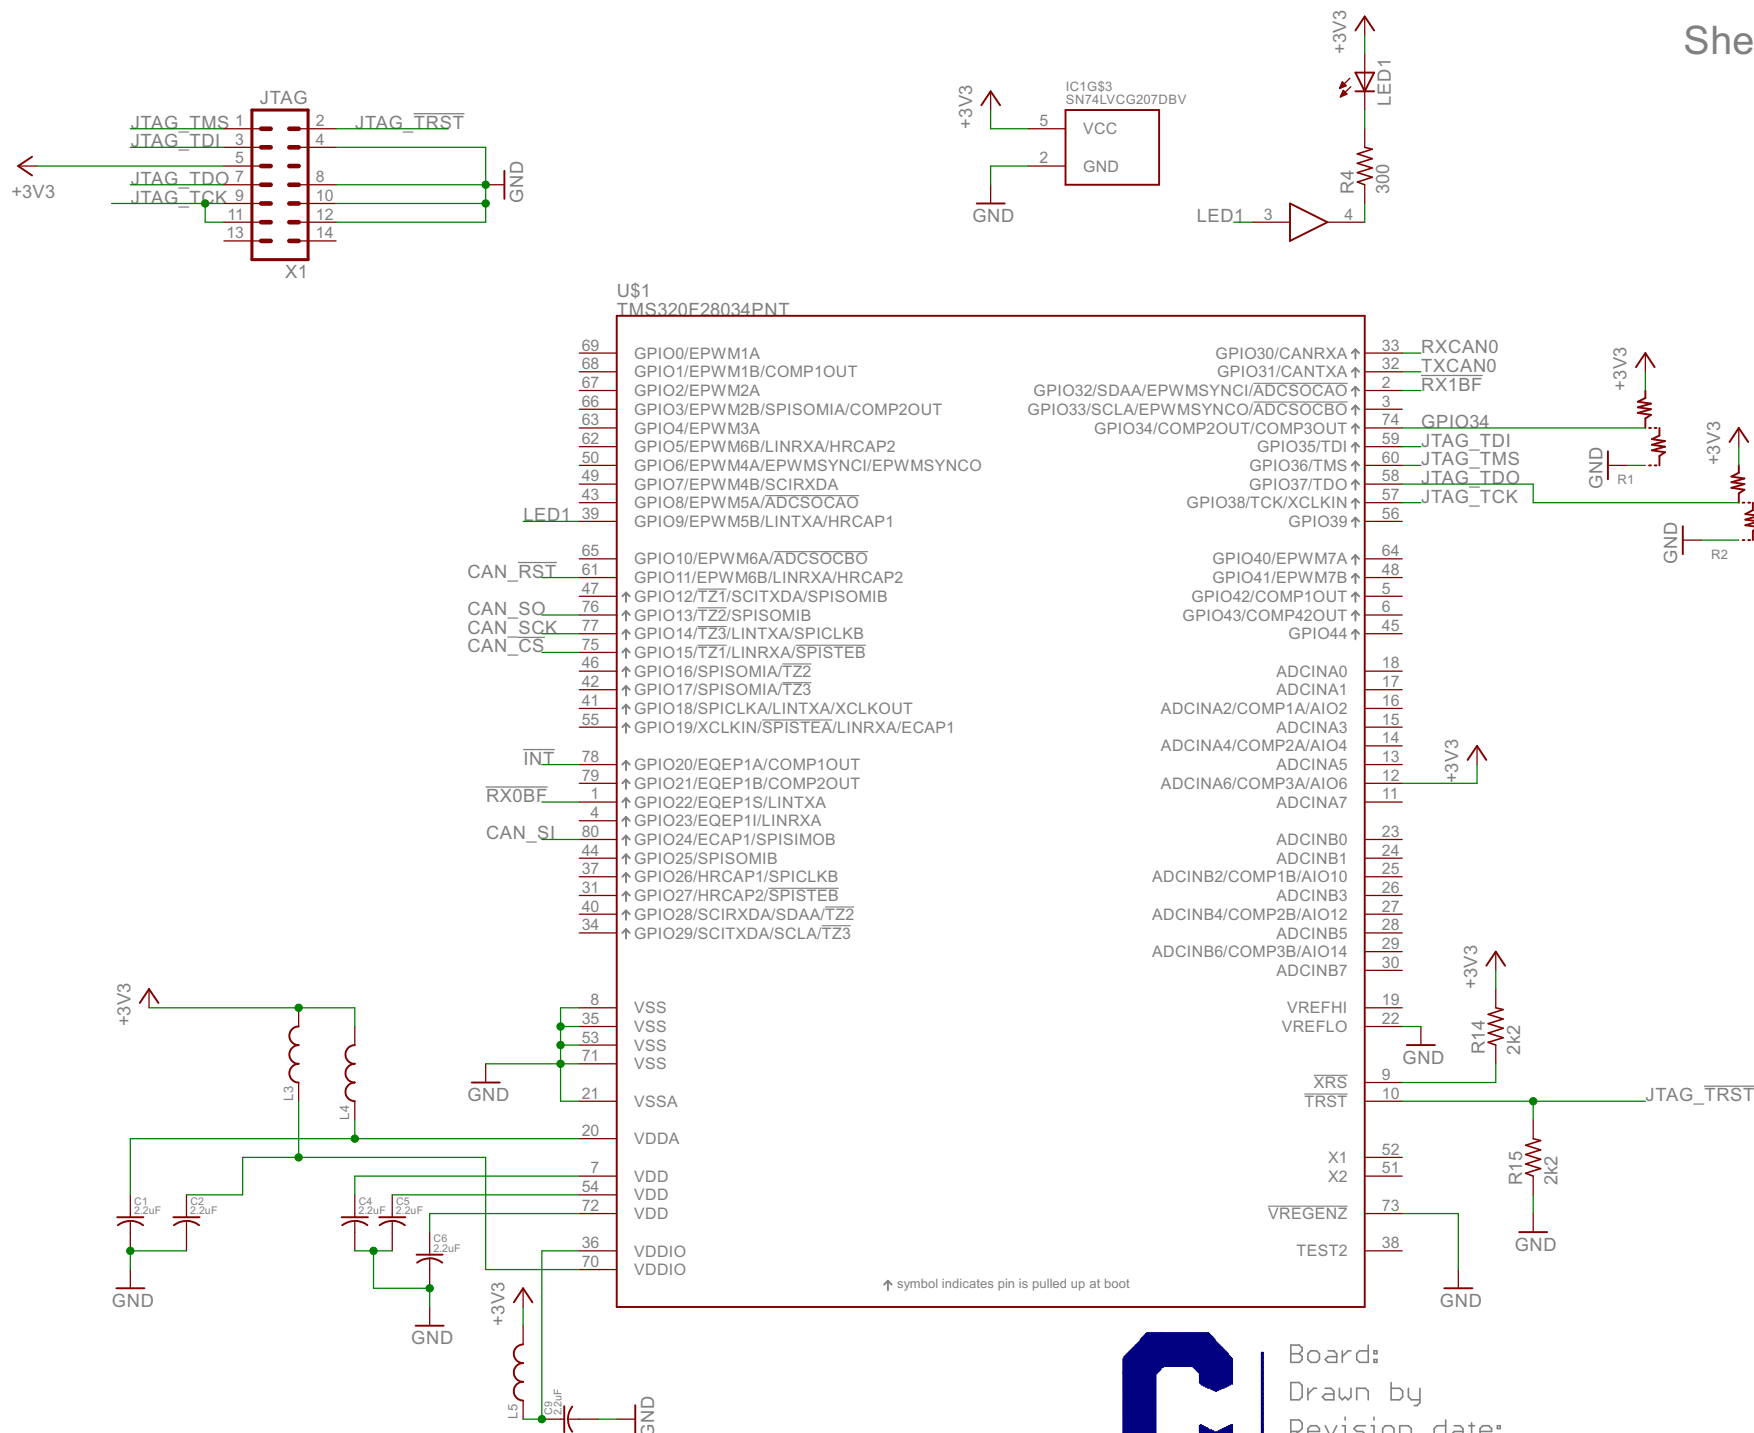 She
JTAG
JTAG_TMS 1 2 JTAG_TRST
JTAG_TDI 3 4
5
+3V3
JTAG_TDO 7 8
JTAG_TCK 9 10
11 12
13 14
X1
GND
IC1G$3
SN74LVCG207DBV
+3V3
5 VCC
2 GND
GND
+3V3
LED1
R4
300
LED1 3 4
U$1
TMS320F28034PNT
69 GPIO0/EPWM1A
68 GPIO1/EPWM1B/COMP1OUT
67 GPIO2/EPWM2A
66 GPIO3/EPWM2B/SPISOMIA/COMP2OUT
63 GPIO4/EPWM3A
62 GPIO5/EPWM6B/LINRXA/HRCAP2
50 GPIO6/EPWM4A/EPWMSYNCI/EPWMSYNCO
49 GPIO7/EPWM4B/SCIRXDA
43 GPIO8/EPWM5A/ADCSOCAO
LED1 39 GPIO9/EPWM5B/LINTXA/HRCAP1
65 GPIO10/EPWM6A/ADCSOCBO
CAN_RST 61 GPIO11/EPWM6B/LINRXA/HRCAP2
47 ↑GPIO12/TZ1/SCITXDA/SPISOMIB
CAN_SO 76 ↑GPIO13/TZ2/SPISOMIB
CAN_SCK 77 ↑GPIO14/TZ3/LINTXA/SPICLKB
CAN_CS 75 ↑GPIO15/TZ1/LINRXA/SPISTEB
46 ↑GPIO16/SPISOMIA/TZ2
42 ↑GPIO17/SPISOMIA/TZ3
41 ↑GPIO18/SPICLKA/LINTXA/XCLKOUT
55 ↑GPIO19/XCLKIN/SPISTEA/LINRXA/ECAP1
INT 78 ↑GPIO20/EQEP1A/COMP1OUT
79 ↑GPIO21/EQEP1B/COMP2OUT
RX0BF 1 ↑GPIO22/EQEP1S/LINTXA
4 ↑GPIO23/EQEP1I/LINRXA
CAN_SI 80 ↑GPIO24/ECAP1/SPISIMOB
44 ↑GPIO25/SPISOMIB
37 ↑GPIO26/HRCAP1/SPICLKB
31 ↑GPIO27/HRCAP2/SPISTEB
40 ↑GPIO28/SCIRXDA/SDAA/TZ2
34 ↑GPIO29/SCITXDA/SCLA/TZ3
8 VSS
35 VSS
53 VSS
71 VSS
GND
21 VSSA
20 VDDA
7 VDD
54 VDD
72 VDD
36 VDDIO
70 VDDIO
GPIO30/CANRXA↑ 33 RXCAN0
GPIO31/CANTXA↑ 32 TXCAN0
GPIO32/SDAA/EPWMSYNCI/ADCSOCAO↑ 2 RX1BF
GPIO33/SCLA/EPWMSYNCO/ADCSOCBO↑ 3
GPIO34/COMP2OUT/COMP3OUT↑ 74 GPIO34
GPIO35/TDI↑ 59 JTAG_TDI
GPIO36/TMS↑ 60 JTAG_TMS
GPIO37/TDO↑ 58 JTAG_TDO
GPIO38/TCK/XCLKIN↑ 57 JTAG_TCK
GPIO39↑ 56
GPIO40/EPWM7A↑ 64
GPIO41/EPWM7B↑ 48
GPIO42/COMP1OUT↑ 5
GPIO43/COMP42OUT↑ 6
GPIO44↑ 45
ADCINA0 18
ADCINA1 17
ADCINA2/COMP1A/AIO2 16
ADCINA3 15
ADCINA4/COMP2A/AIO4 14
ADCINA5 13
ADCINA6/COMP3A/AIO6 12
ADCINA7 11
+3V3
ADCINB0 23
ADCINB1 24
ADCINB2/COMP1B/AIO10 25
ADCINB3 26
ADCINB4/COMP2B/AIO12 27
ADCINB5 28
ADCINB6/COMP3B/AIO14 29
ADCINB7 30
VREFHI 19
VREFLO 22
GND
XRS 9
TRST 10 JTAG_TRST
X1 52
X2 51
VREGENZ 73
TEST2 38
↑ symbol indicates pin is pulled up at boot
+3V3
GND
R1
+3V3
GND
R2
+3V3
R14
2k2
R15
2k2
GND
GND
+3V3
L3
L4
C1
2.2uF
C2
2.2uF
GND
C4
2.2uF
C5
2.2uF
C6
2.2uF
GND
+3V3
L5
C9
2.2uF
GND
Board:
Drawn by
Revision date: